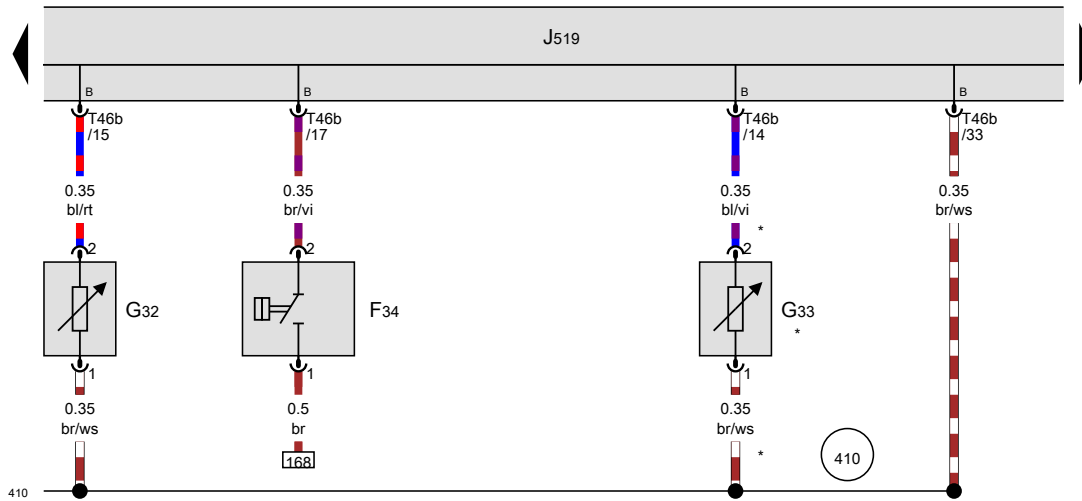 J519
B B B B
T46b
/15
T46b
/17
T46b
/14
T46b
/33
0.35
bl/rt
0.35
br/vi
0.35
bl/vi
*
0.35
br/ws
2
2
2
G32
F34
G33
*
1
1
1
0.35
br/ws
0.5
br
168
0.35
br/ws
*
410
410